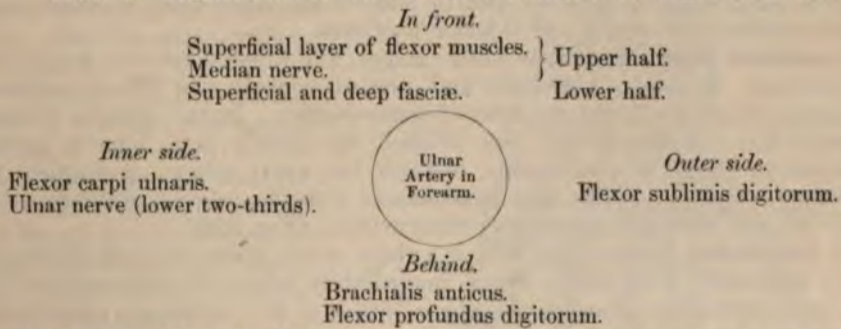 In front.
Superficial layer of flexor muscles. } Upper half.
Median nerve.
Superficial and deep fasciæ. Lower half.
Inner side.
Flexor carpi ulnaris.
Ulnar nerve (lower two-thirds).
Ulnar
Artery in
Forearm.
Outer side.
Flexor sublimis digitorum.
Behind.
Brachialis anticus.
Flexor profundus digitorum.